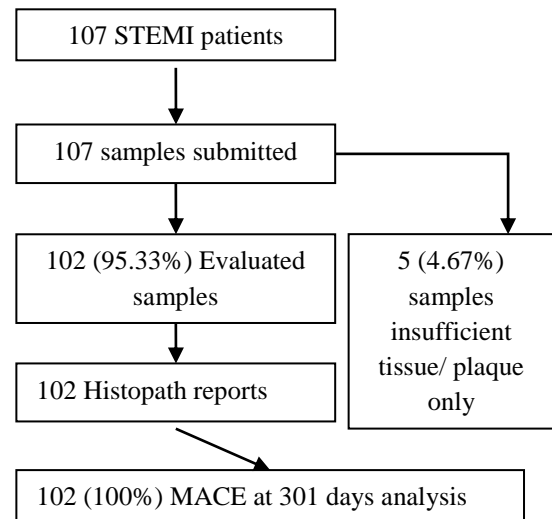 107 STEMI patients
107 samples submitted
102 (95.33%) Evaluated
samples
5 (4.67%)
samples
insufficient
tissue/ plaque
only
102 Histopath reports
102 (100%) MACE at 301 days analysis